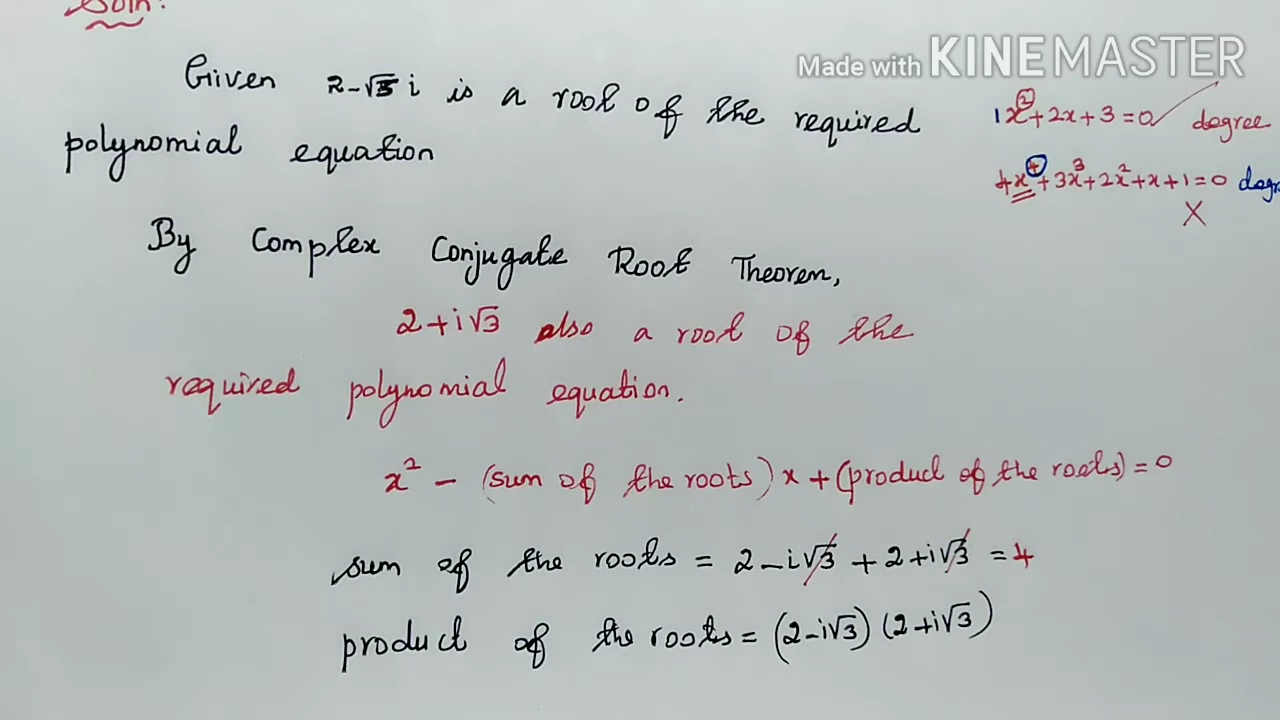 Soln:
Made with KINEMASTER
Given 2-√3 i is a root of the required
polynomial equation
1x²+2x+3=0 ✓ degree
4x⁴+3x³+2x²+x+1=0
X
By Complex Conjugate Root Theorem,
2+i√3 also a root of the
required polynomial equation.
x² - (sum of the roots)x + (product of the roots) = 0
sum of the roots = 2-i√3 + 2+i√3 = 4
product of the roots = (2-i√3) (2+i√3)